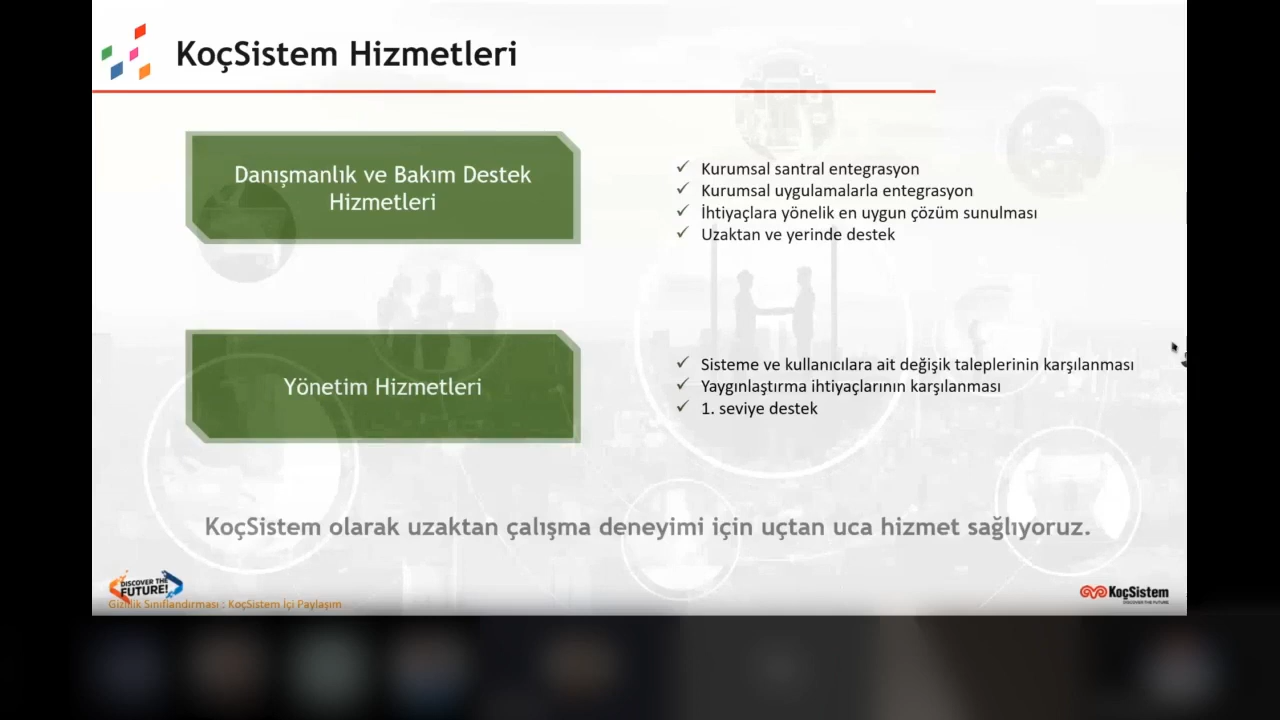 KoçSistem Hizmetleri
Danışmanlık ve Bakım Destek
Hizmetleri
✓ Kurumsal santral entegrasyon
✓ Kurumsal uygulamalarla entegrasyon
✓ İhtiyaçlara yönelik en uygun çözüm sunulması
✓ Uzaktan ve yerinde destek
Yönetim Hizmetleri
✓ Sisteme ve kullanıcılara ait değişik taleplerinin karşılanması
✓ Yaygınlaştırma ihtiyaçlarının karşılanması
✓ 1. seviye destek
KoçSistem olarak uzaktan çalışma deneyimi için uçtan uca hizmet sağlıyoruz.
DISCOVER THE
FUTURE!
Gizlilik Sınıflandırması : KoçSistem İçi Paylaşım
KoçSistem
DISCOVER THE FUTURE